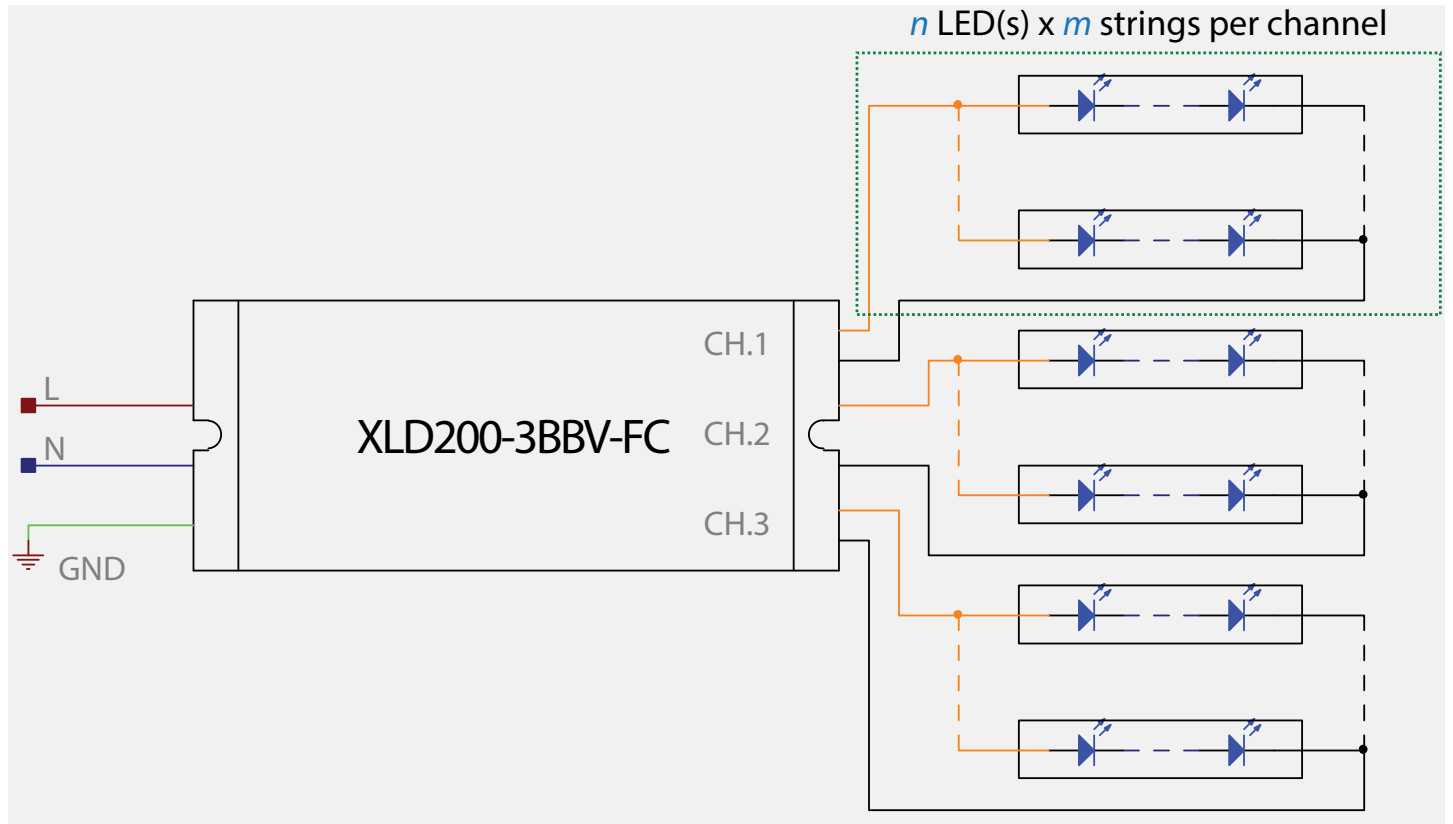 n LED(s) x m strings per channel
CH.1
L
XLD200-3BBV-FC
CH.2
N
CH.3
GND